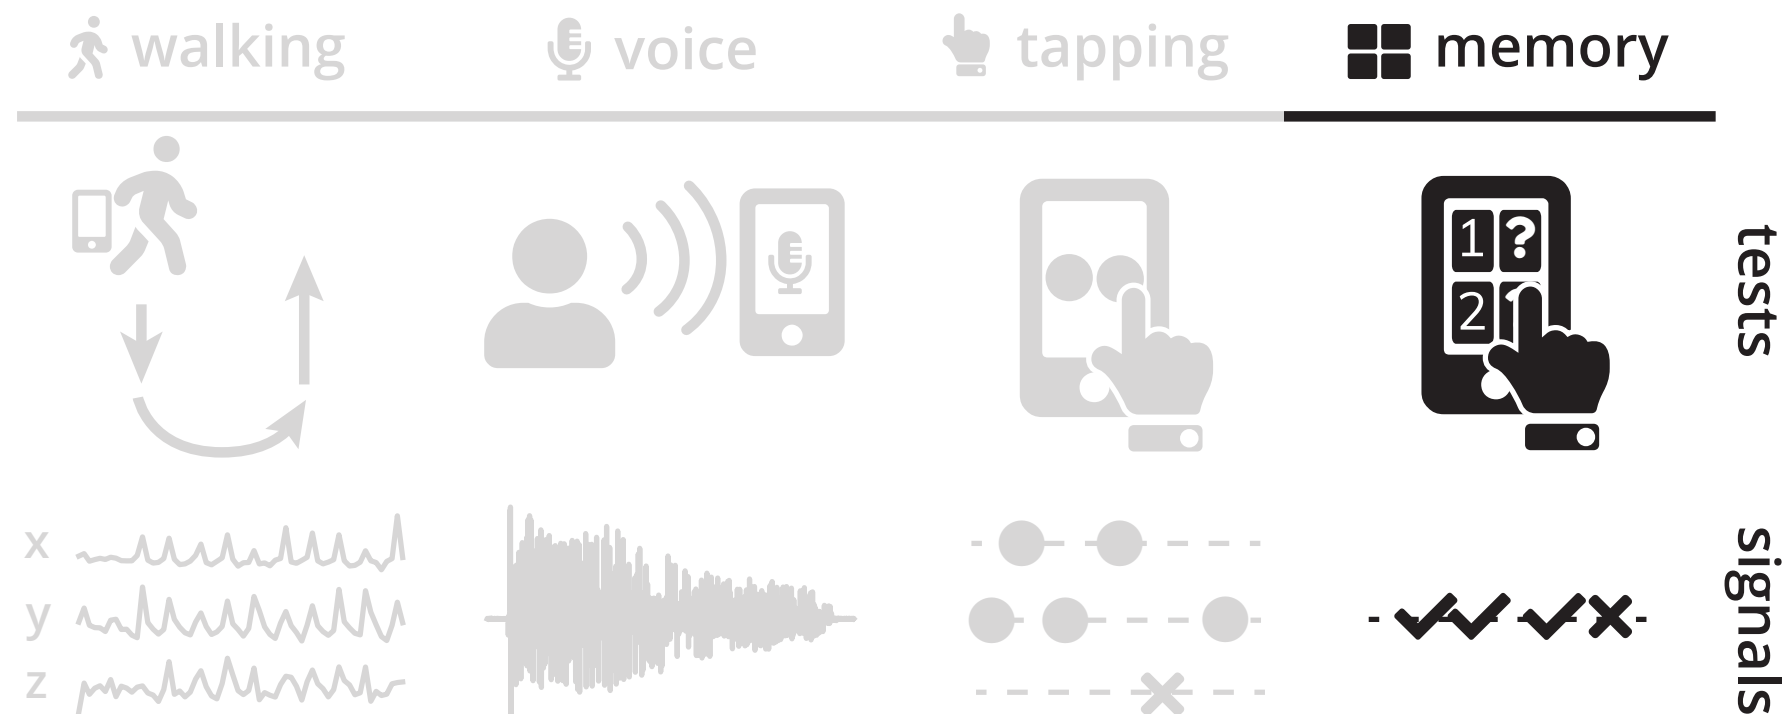 walking voice tapping memory
1 ?
2
tests
x
y
z
signals